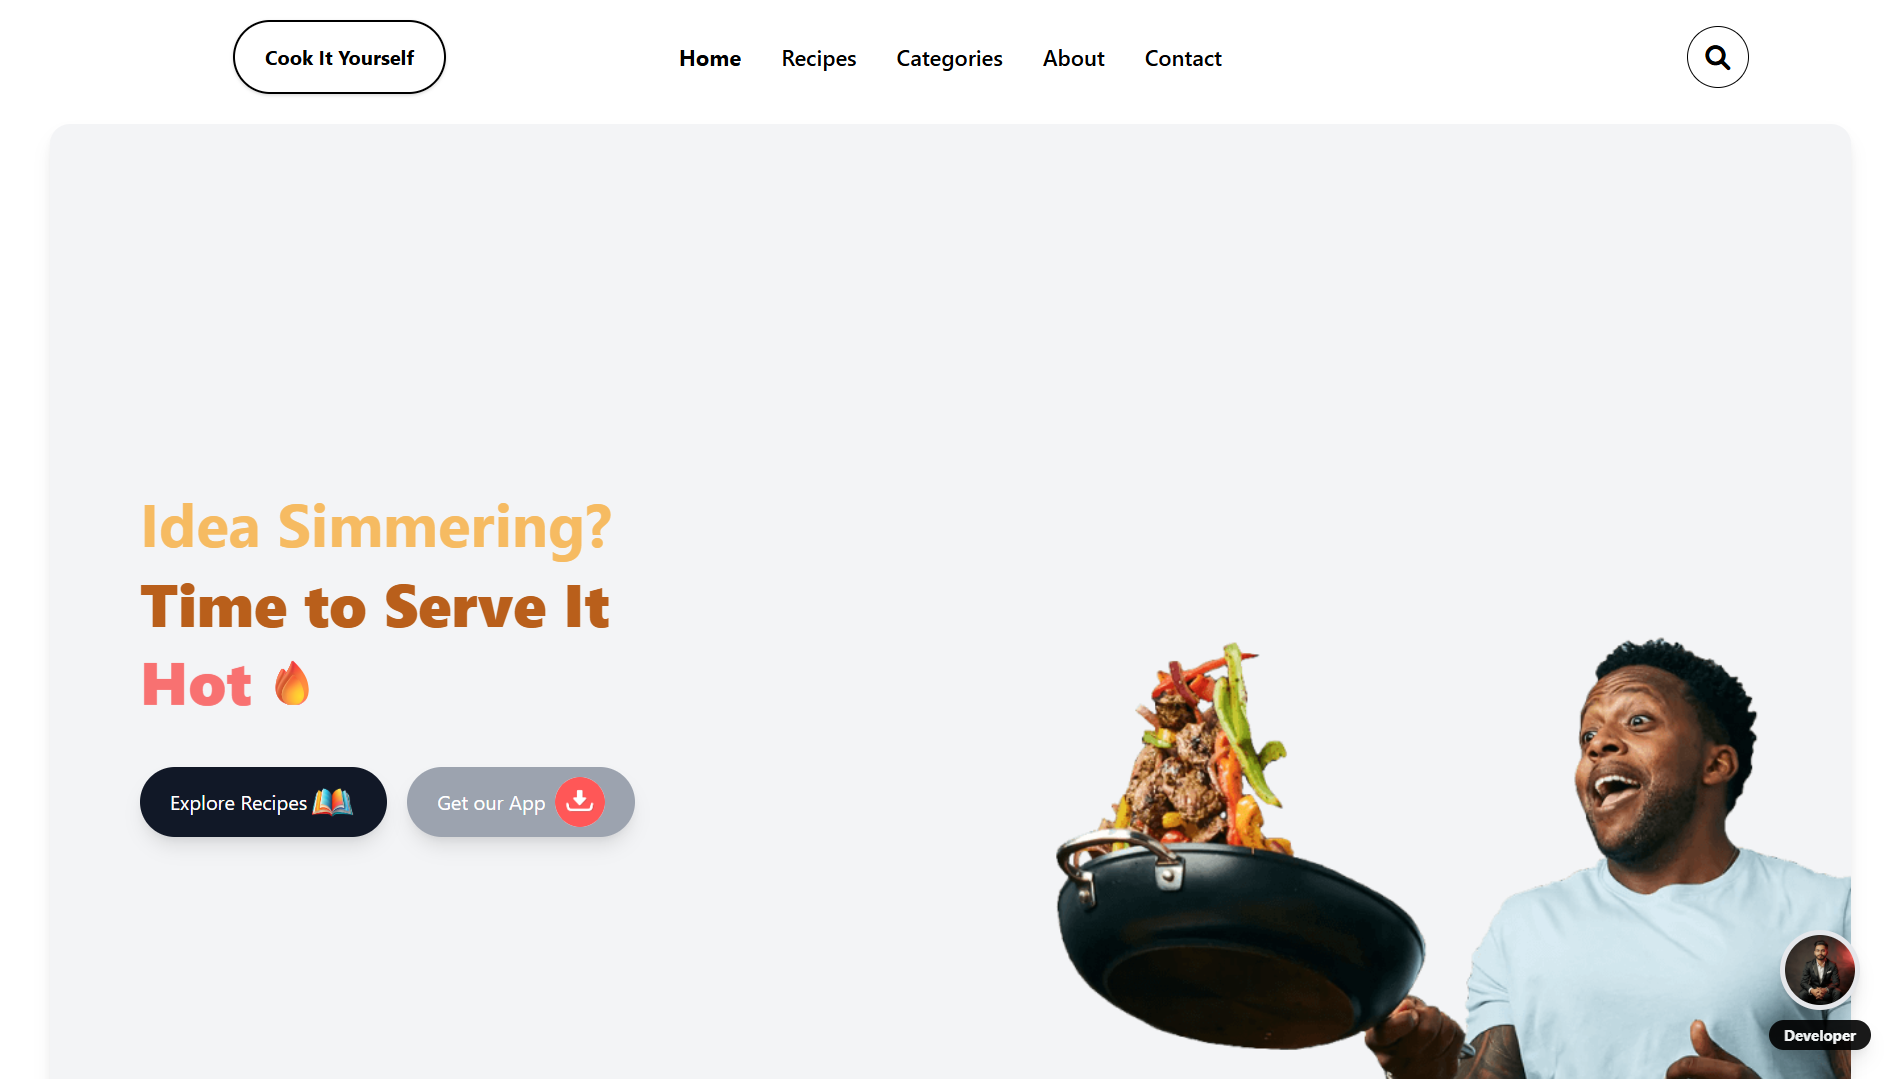 Cook It Yourself
Home Recipes Categories About Contact
Idea Simmering?
Time to Serve It
Hot 🔥
Explore Recipes
Get our App
Developer